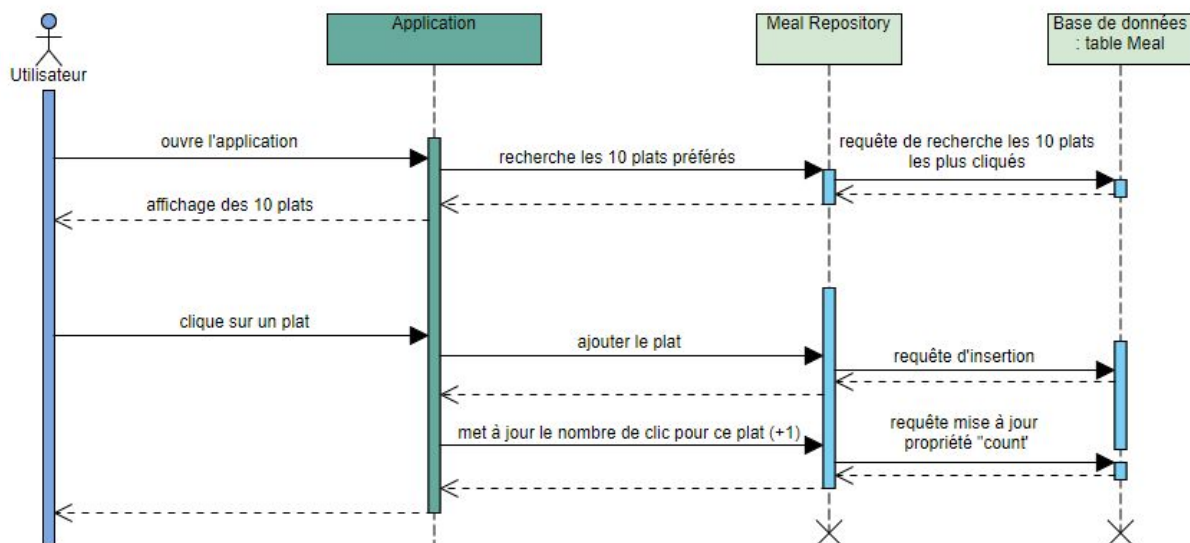 Application
Meal Repository
Base de données
: table Meal
Utilisateur
ouvre l'application
recherche les 10 plats préférés
requête de recherche les 10 plats
les plus cliqués
affichage des 10 plats
clique sur un plat
ajouter le plat
requête d'insertion
met à jour le nombre de clic pour ce plat (+1)
requête mise à jour
propriété "count'